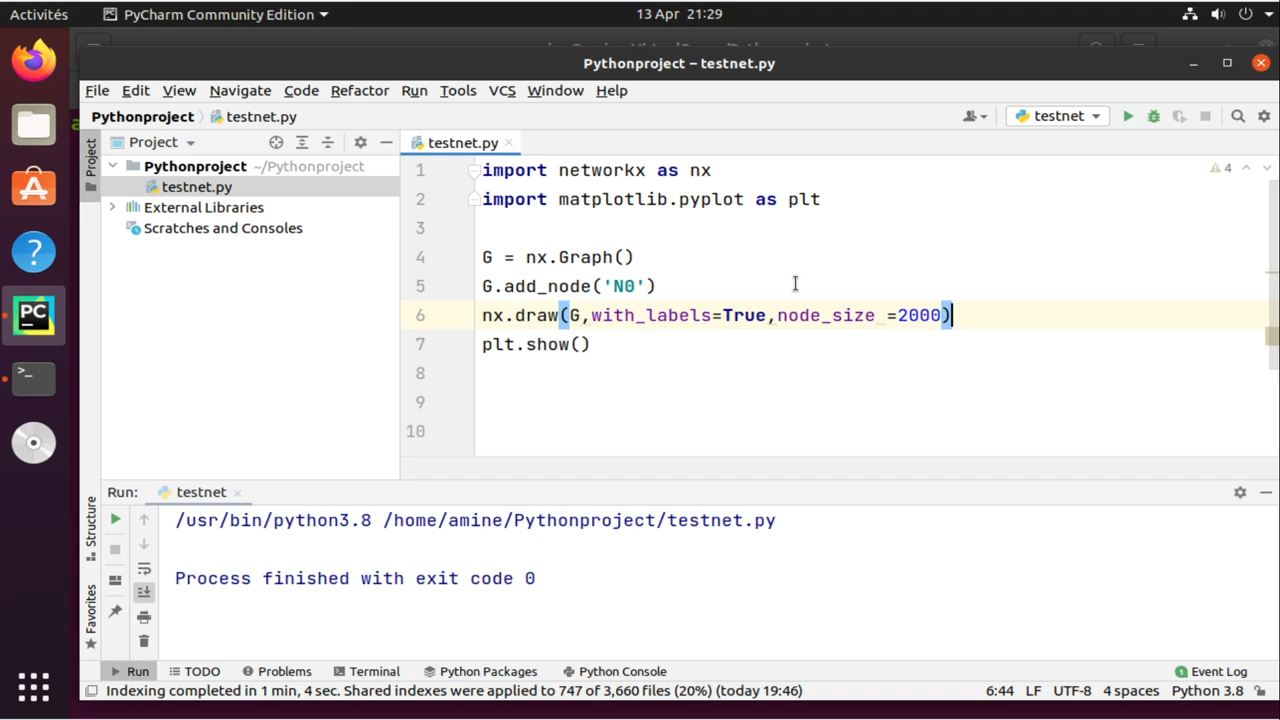 Activités PyCharm Community Edition 13 Apr 21:29
Pythonproject – testnet.py
File Edit View Navigate Code Refactor Run Tools VCS Window Help
Pythonproject testnet.py testnet
Project testnet.py
Project
Pythonproject ~/Pythonproject
testnet.py
External Libraries
Scratches and Consoles
1 import networkx as nx
2 import matplotlib.pyplot as plt
3
4 G = nx.Graph()
5 G.add_node('N0')
6 nx.draw(G,with_labels=True,node_size =2000)
7 plt.show()
8
9
10
4
Run: testnet
/usr/bin/python3.8 /home/amine/Pythonproject/testnet.py
Process finished with exit code 0
Structure
Favorites
Run TODO Problems Terminal Python Packages Python Console 1 Event Log
Indexing completed in 1 min, 4 sec. Shared indexes were applied to 747 of 3,660 files (20%) (today 19:46) 6:44 LF UTF-8 4 spaces Python 3.8